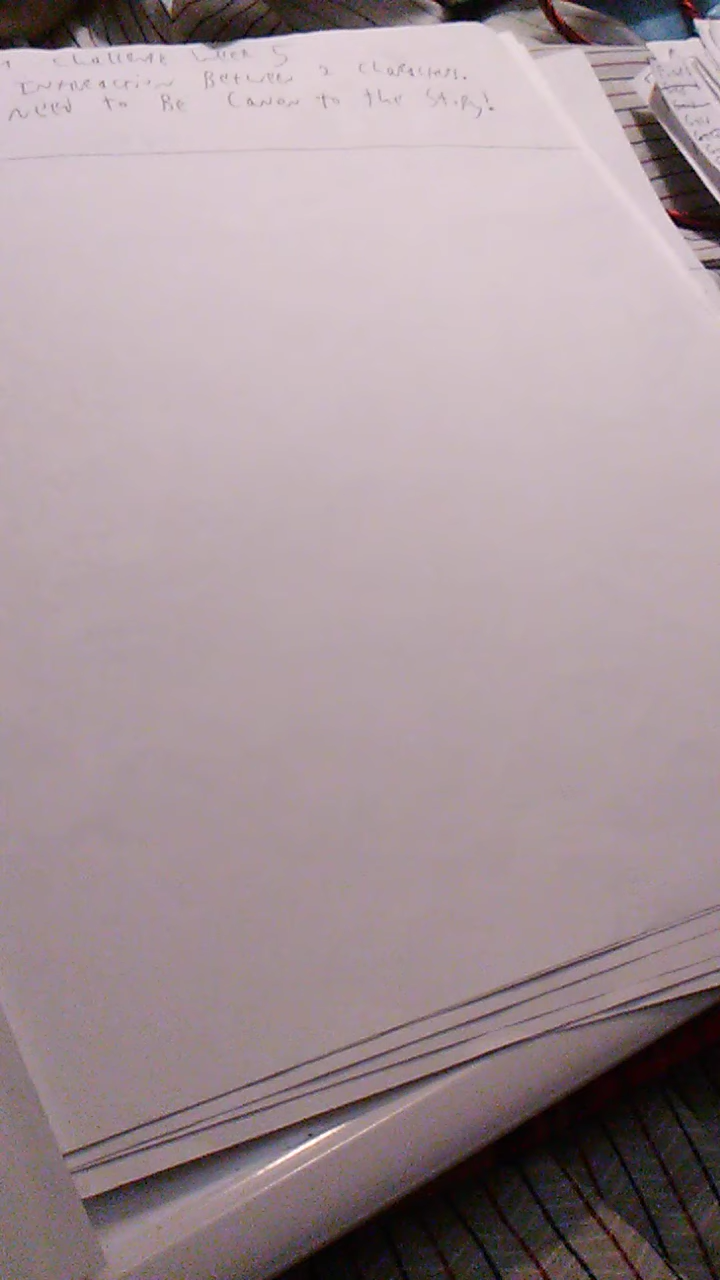 Challenge Week 5
Interaction Between 2 Characters.
Need to Be Canon to the Story!